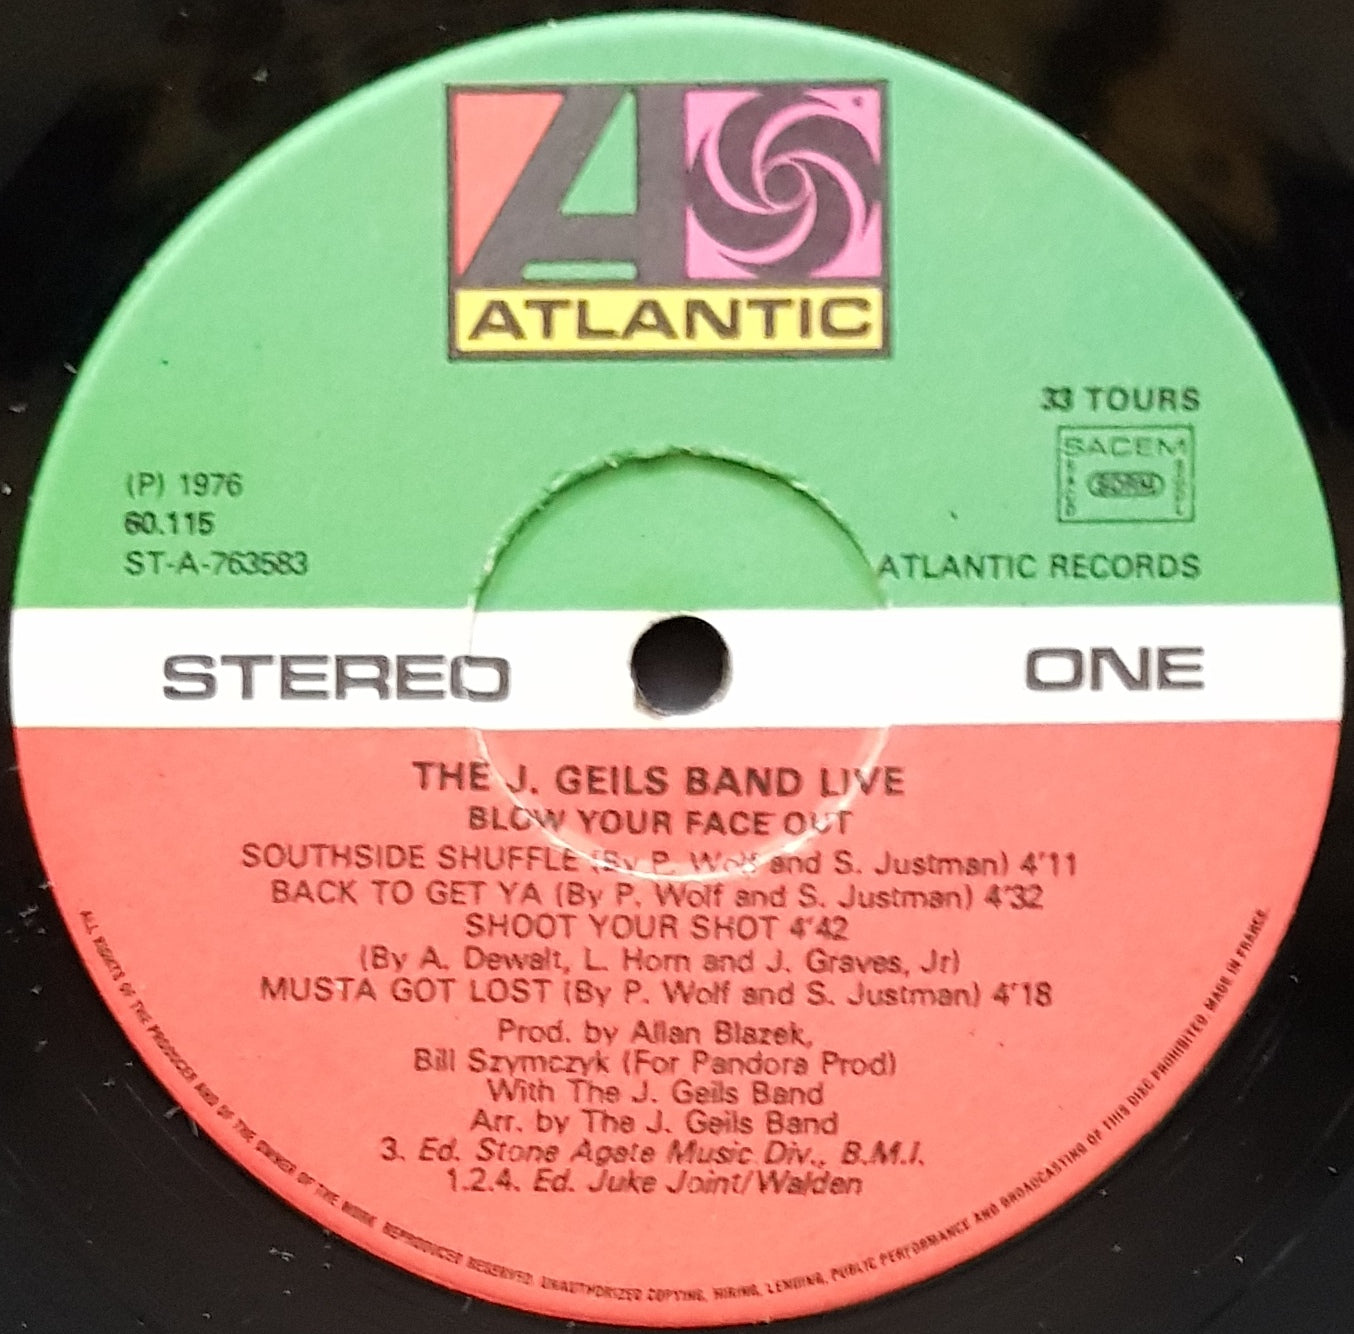 ATLANTIC
33 TOURS
SACEM
(P) 1976
60.115
ST-A-763583
ATLANTIC RECORDS
STEREO
ONE
THE J. GEILS BAND LIVE
BLOW YOUR FACE OUT
SOUTHSIDE SHUFFLE (By P. Wolf and S. Justman) 4'11
BACK TO GET YA (By P. Wolf and S. Justman) 4'32
SHOOT YOUR SHOT 4'42
(By A. Dewalt, L. Horn and J. Graves, Jr)
MUSTA GOT LOST (By P. Wolf and S. Justman) 4'18
Prod. by Allan Blazek,
Bill Szymczyk (For Pandora Prod)
With The J. Geils Band
Arr. by The J. Geils Band
3. Ed. Stone Agate Music Div., B.M.I.
1.2.4. Ed. Juke Joint/Walden
ALL RIGHTS OF THE PRODUCER AND OF THE OWNER OF THE WORK REPRODUCED RESERVED. UNAUTHORIZED COPYING, HIRING, LENDING, PUBLIC PERFORMANCE AND BROADCASTING OF THIS DISC PROHIBITED MADE IN FRANCE.